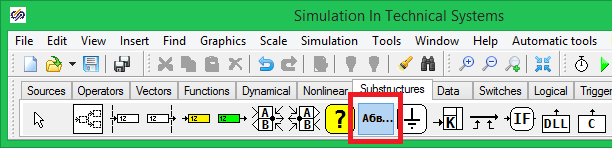 Simulation In Technical Systems
File Edit View Insert Find Graphics Scale Simulation Tools Window Help Automatic tools
Sources Operators Vectors Functions Dynamical Nonlinear Substructures Data Switches Logical Trigger
12 12 12 12 A B A B ? Абв... K IF DLL C